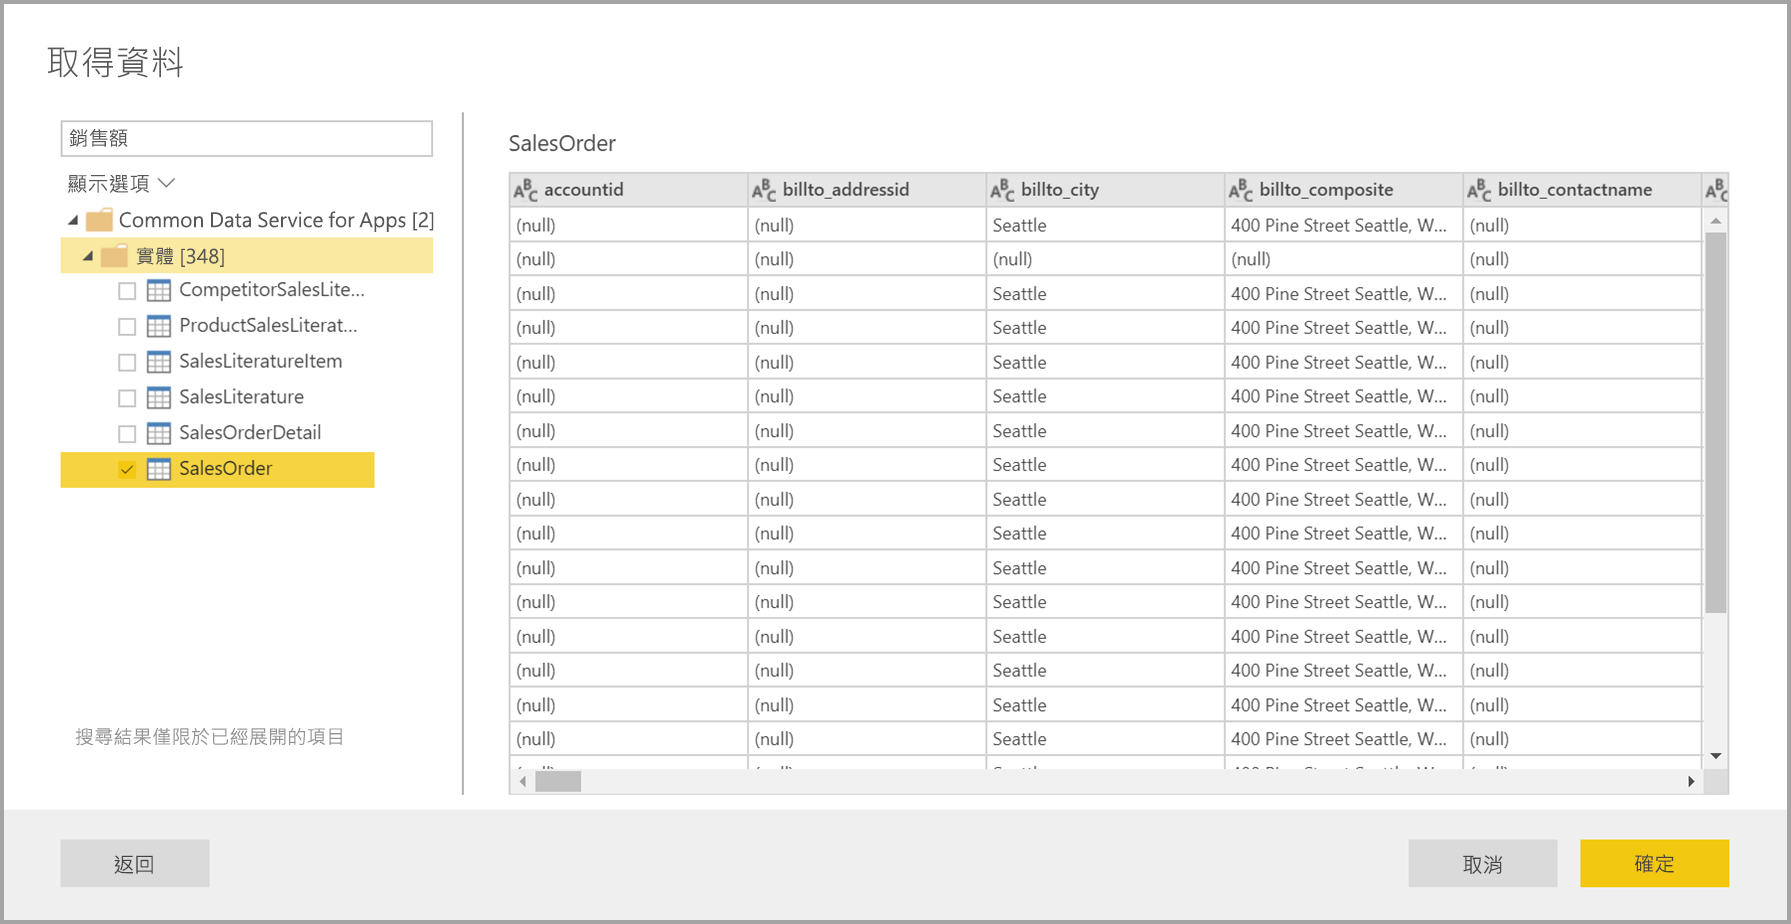 取得資料
銷售額
顯示選項
Common Data Service for Apps [2]
實體 [348]
CompetitorSalesLite...
ProductSalesLiterat...
SalesLiteratureItem
SalesLiterature
SalesOrderDetail
SalesOrder
搜尋結果僅限於已經展開的項目
SalesOrder
ABC accountid ABC billto_addressid ABC billto_city ABC billto_composite ABC billto_contactname ABC
(null) (null) Seattle 400 Pine Street Seattle, W... (null)
(null) (null) (null) (null) (null)
(null) (null) Seattle 400 Pine Street Seattle, W... (null)
(null) (null) Seattle 400 Pine Street Seattle, W... (null)
(null) (null) Seattle 400 Pine Street Seattle, W... (null)
(null) (null) Seattle 400 Pine Street Seattle, W... (null)
(null) (null) Seattle 400 Pine Street Seattle, W... (null)
(null) (null) Seattle 400 Pine Street Seattle, W... (null)
(null) (null) Seattle 400 Pine Street Seattle, W... (null)
(null) (null) Seattle 400 Pine Street Seattle, W... (null)
(null) (null) Seattle 400 Pine Street Seattle, W... (null)
(null) (null) Seattle 400 Pine Street Seattle, W... (null)
(null) (null) Seattle 400 Pine Street Seattle, W... (null)
(null) (null) Seattle 400 Pine Street Seattle, W... (null)
(null) (null) Seattle 400 Pine Street Seattle, W... (null)
(null) (null) Seattle 400 Pine Street Seattle, W... (null)
返回 取消 確定